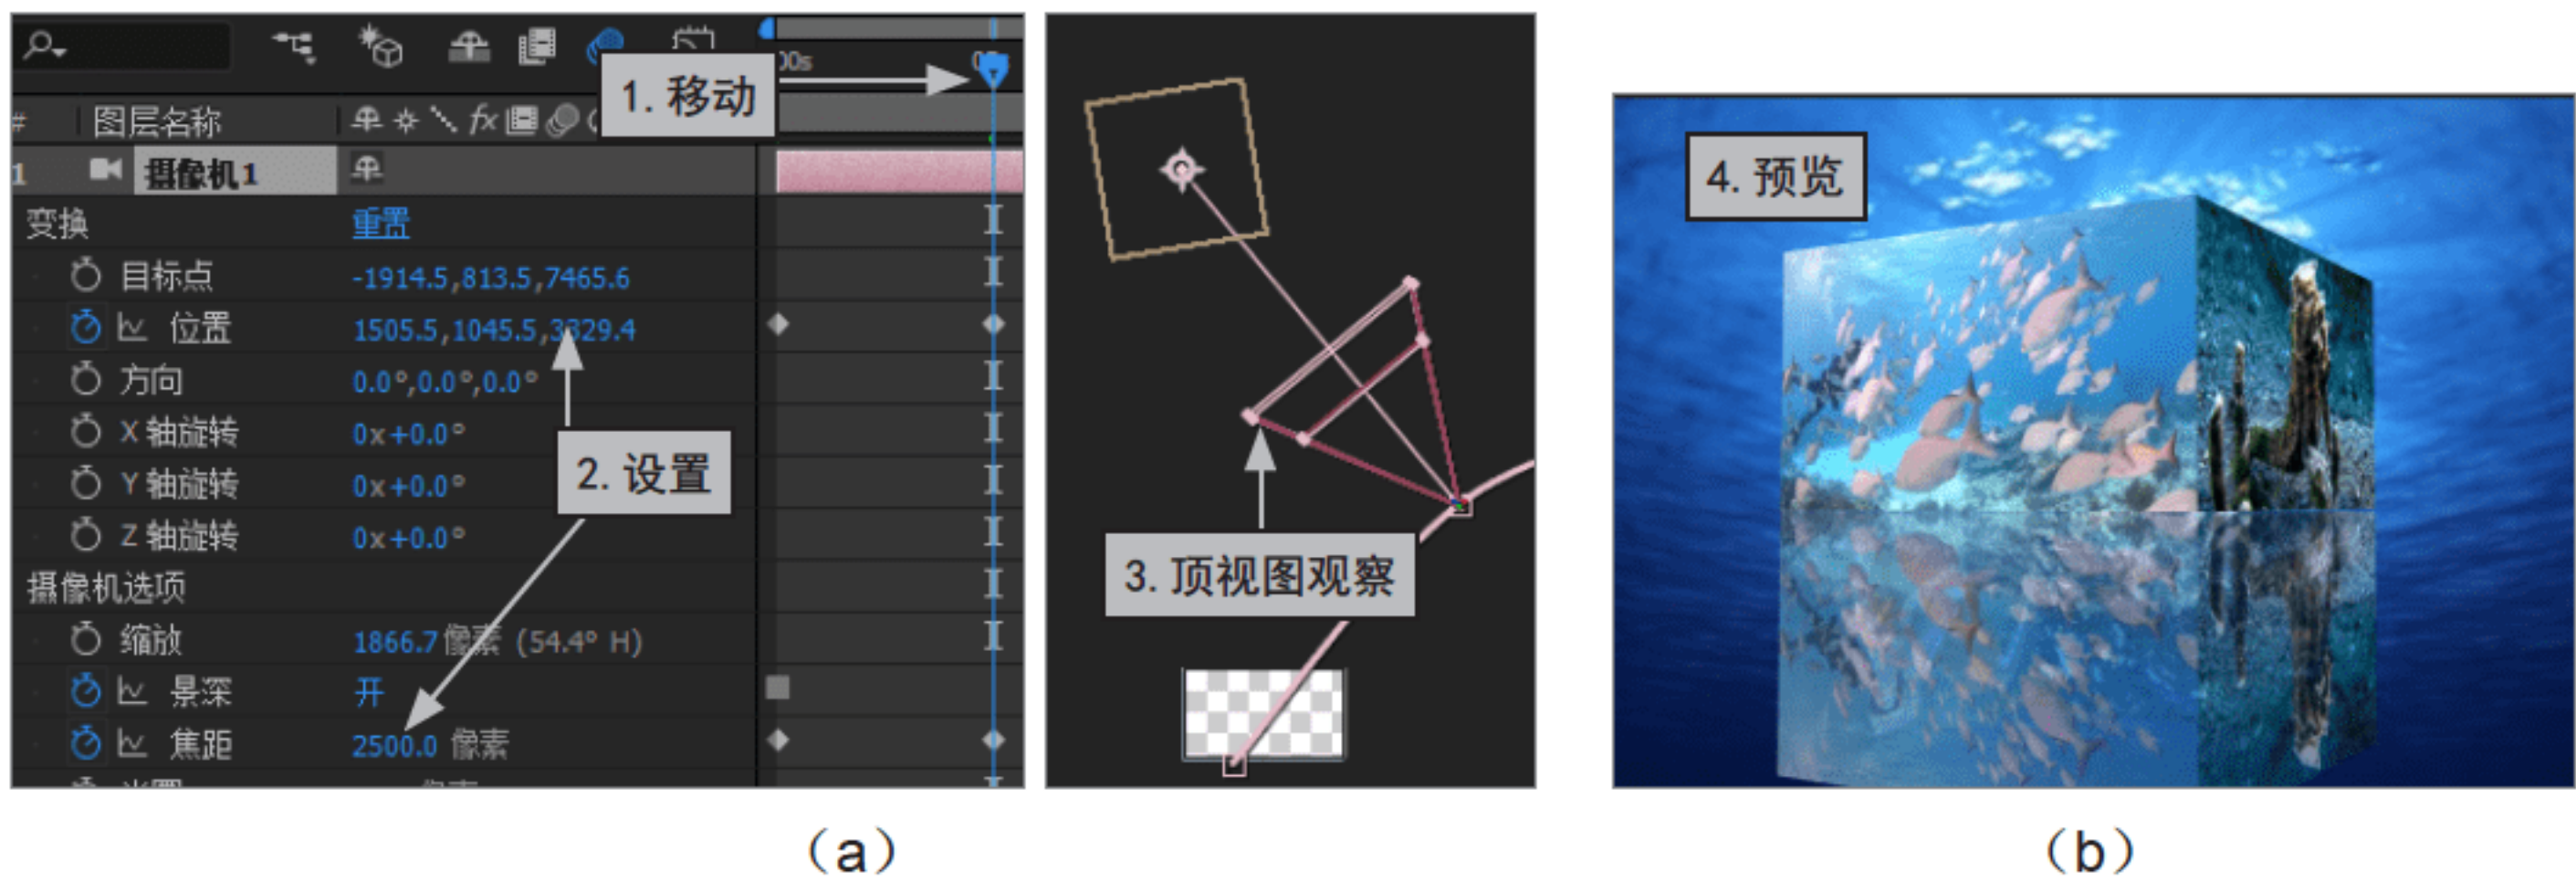 00s
1. 移动
# 图层名称 fx
1 摄像机1
变换 重置
目标点 -1914.5,813.5,7465.6
位置 1505.5,1045.5,3329.4
方向 0.0°,0.0°,0.0°
X 轴旋转 0x+0.0°
Y 轴旋转 0x+0.0°
2. 设置
Z 轴旋转 0x+0.0°
摄像机选项
缩放 1866.7 像素 (54.4° H)
景深 开
焦距 2500.0 像素
3. 顶视图观察
(a)
4. 预览
(b)